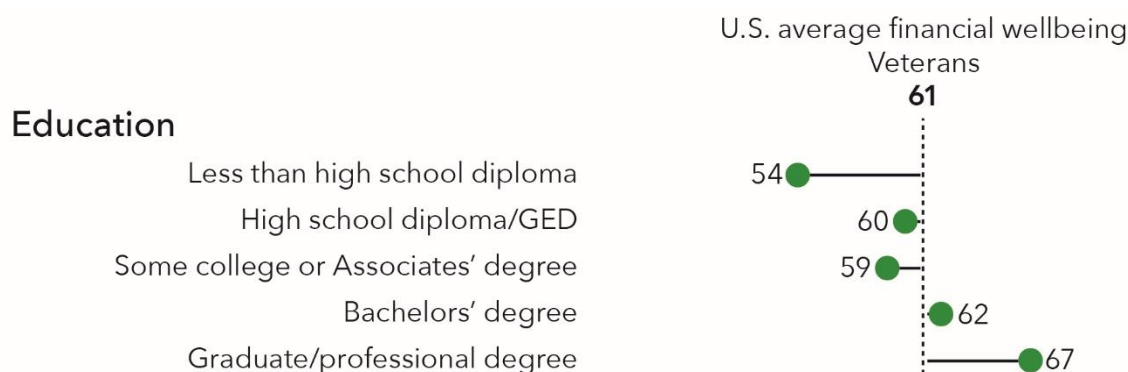 U.S. average financial wellbeing
Veterans
61
Education
Less than high school diploma 54
High school diploma/GED 60
Some college or Associates’ degree 59
Bachelors’ degree 62
Graduate/professional degree 67